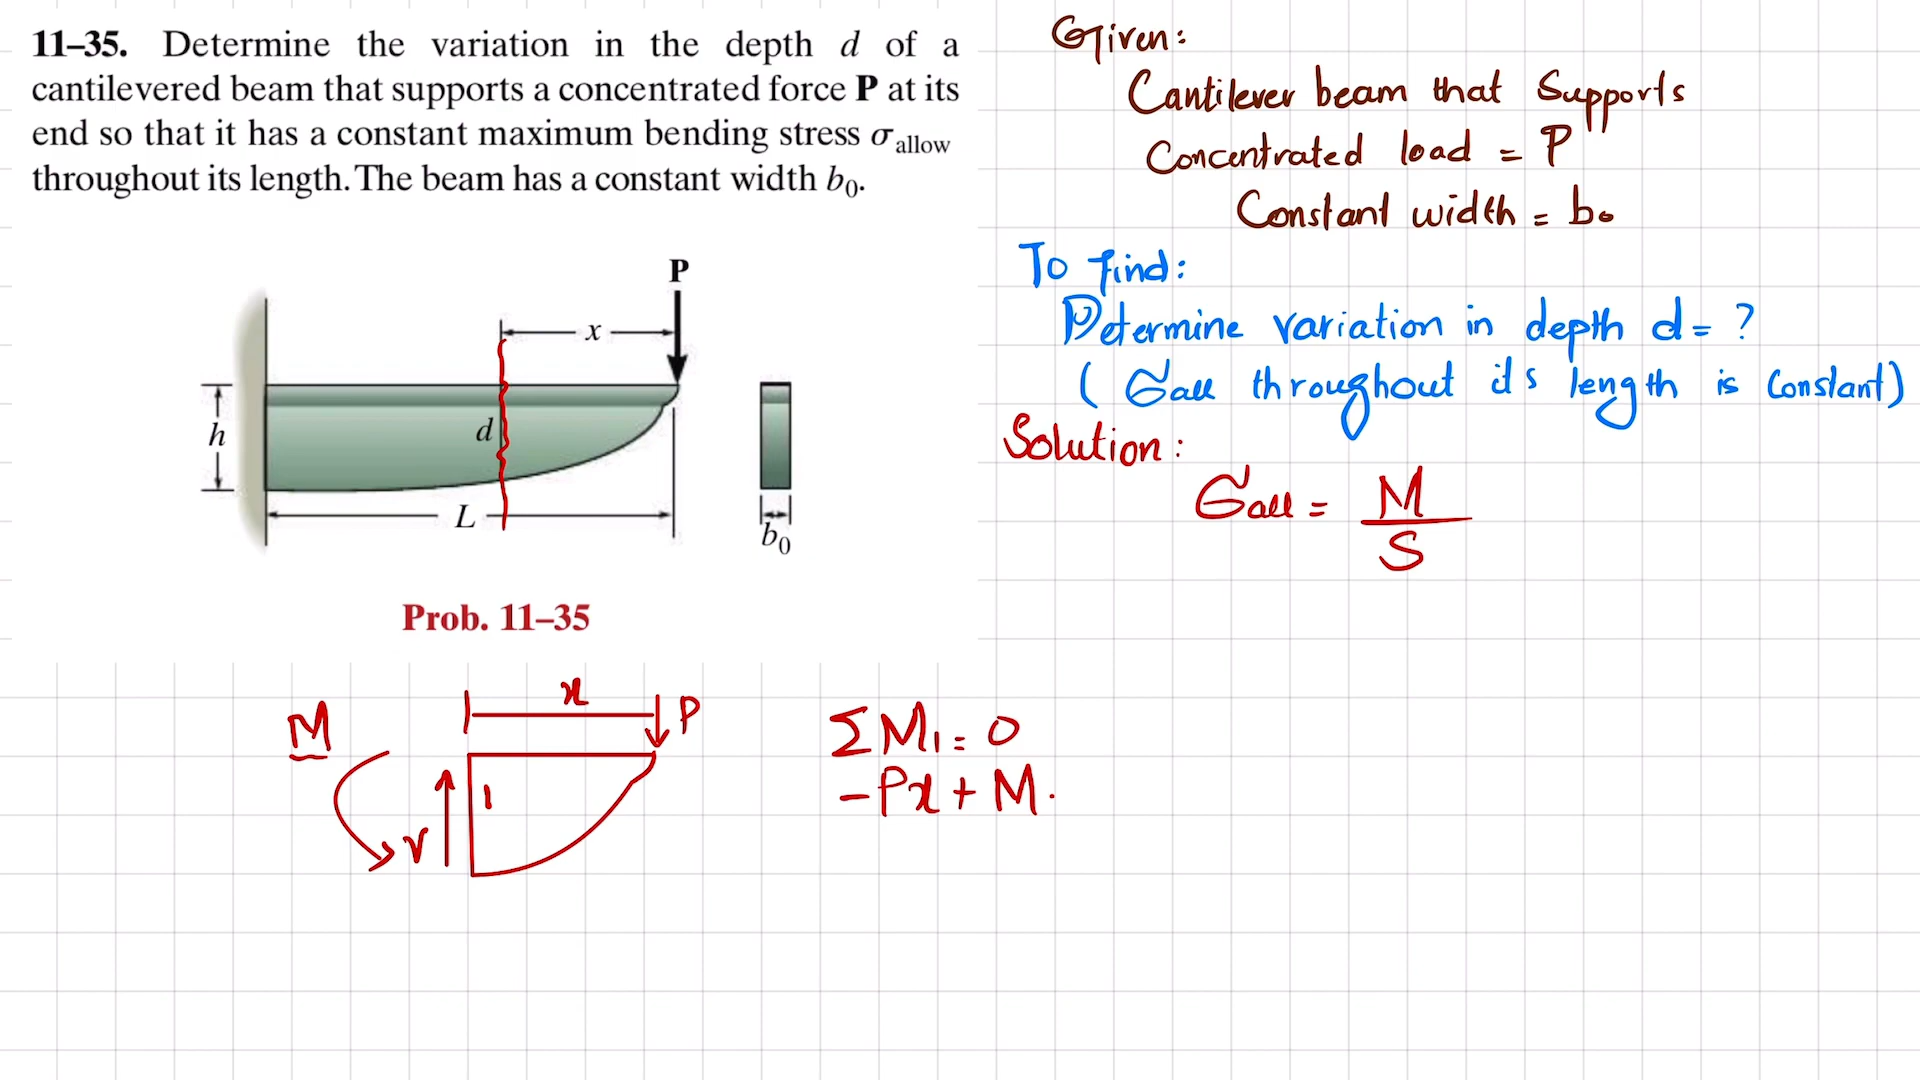 11–35. Determine the variation in the depth d of a
cantilevered beam that supports a concentrated force P at its
end so that it has a constant maximum bending stress σallow
throughout its length. The beam has a constant width b0.
P
x
h
d
L
b0
Prob. 11–35
Given:
Cantilever beam that Supports
Concentrated load = P
Constant width = b0
To find:
Determine variation in depth d = ?
( σall throughout its length is Constant)
Solution:
σall = M
S
x
P
M
1
V
ΣM1 = 0
-Px + M.